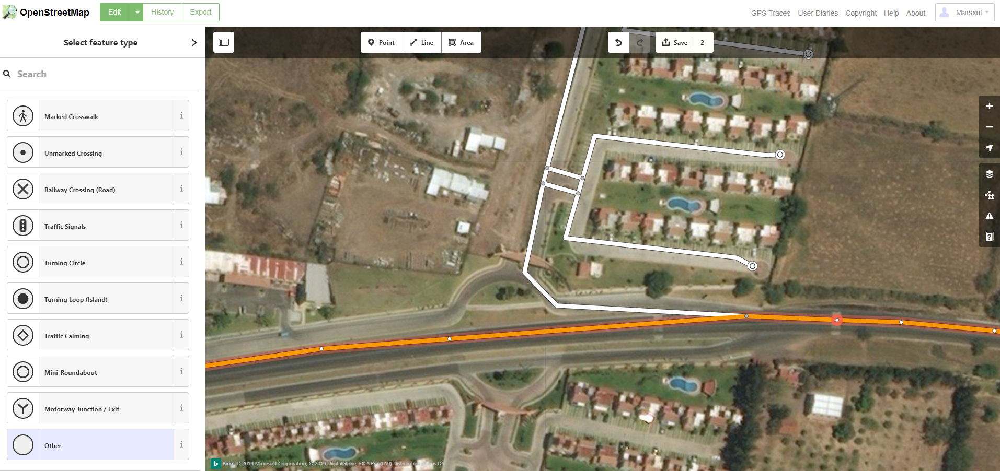 OpenStreetMap
Edit
History
Export
GPS Traces
User Diaries
Copyright
Help
About
Marsxul
Select feature type
Search
Marked Crosswalk
Unmarked Crossing
Railway Crossing (Road)
Traffic Signals
Turning Circle
Turning Loop (Island)
Traffic Calming
Mini-Roundabout
Motorway Junction / Exit
Other
Point
Line
Area
Save 2
Bing © 2019 Microsoft Corporation, © 2019 DigitalGlobe, ©CNES (2019) Distribution Airbus DS